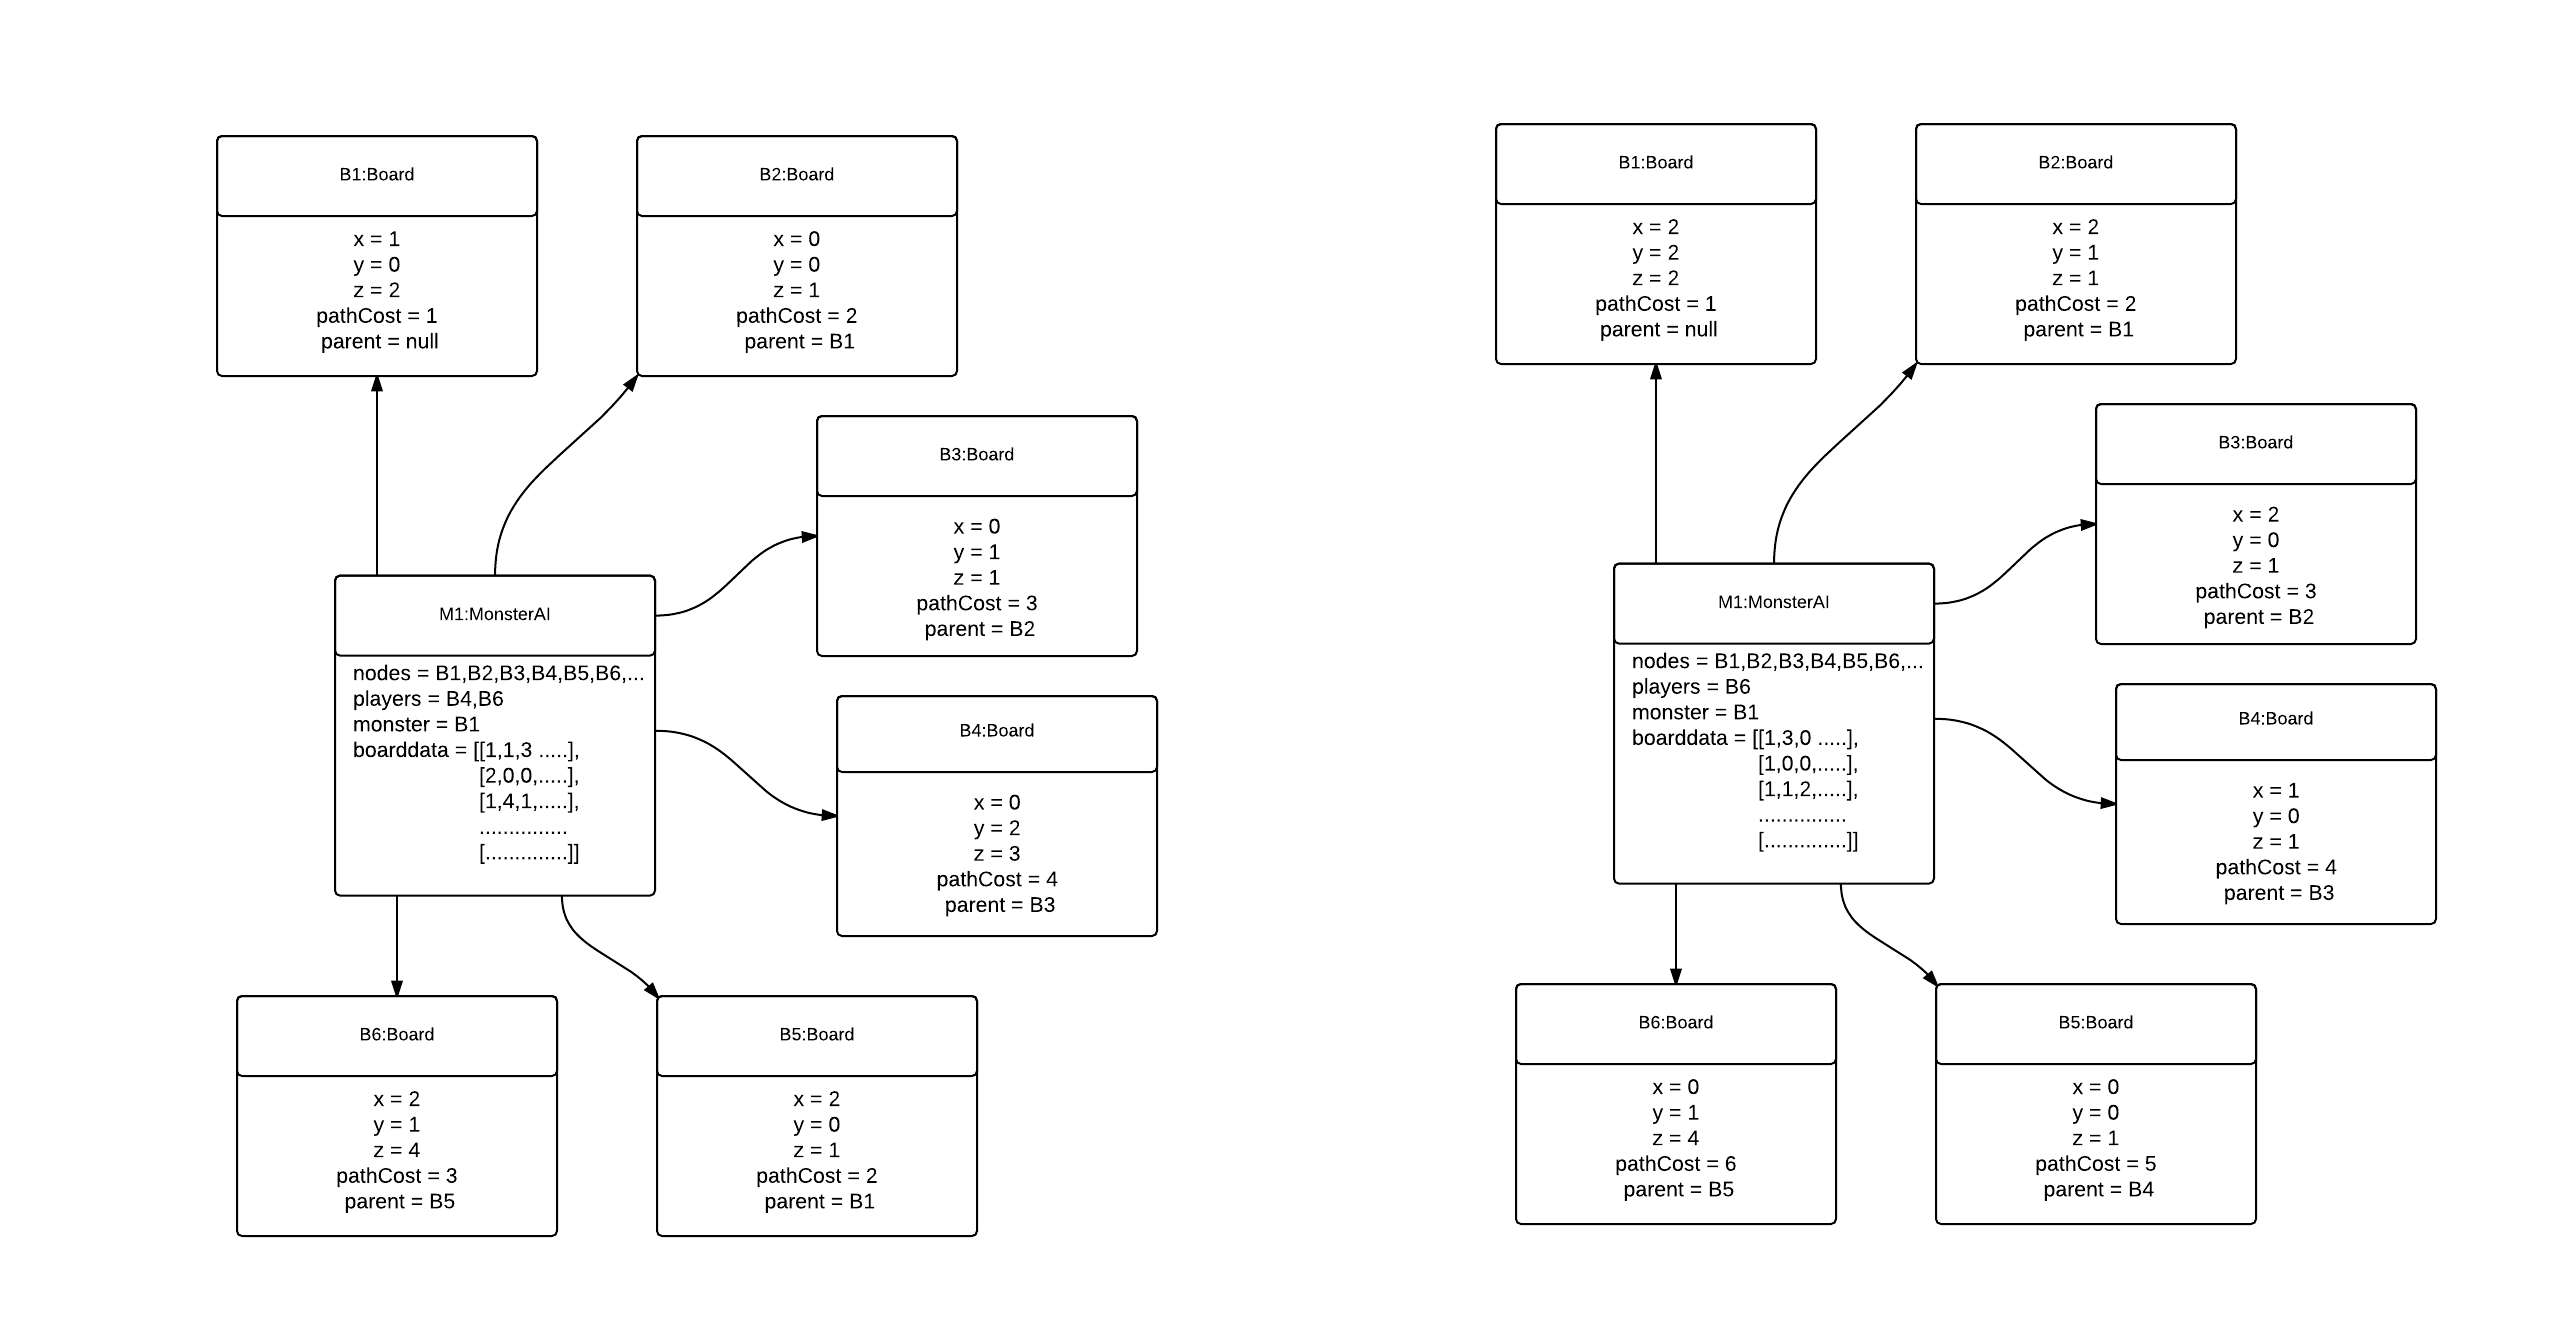 B1:Board
x = 1
y = 0
z = 2
pathCost = 1
parent = null
B2:Board
x = 0
y = 0
z = 1
pathCost = 2
parent = B1
B3:Board
x = 0
y = 1
z = 1
pathCost = 3
parent = B2
M1:MonsterAI
nodes = B1,B2,B3,B4,B5,B6,...
players = B4,B6
monster = B1
boarddata = [[1,1,3 .....],
[2,0,0,.....],
[1,4,1,.....],
...............
[..............]]
B4:Board
x = 0
y = 2
z = 3
pathCost = 4
parent = B3
B6:Board
x = 2
y = 1
z = 4
pathCost = 3
parent = B5
B5:Board
x = 2
y = 0
z = 1
pathCost = 2
parent = B1
B1:Board
x = 2
y = 2
z = 2
pathCost = 1
parent = null
B2:Board
x = 2
y = 1
z = 1
pathCost = 2
parent = B1
B3:Board
x = 2
y = 0
z = 1
pathCost = 3
parent = B2
M1:MonsterAI
nodes = B1,B2,B3,B4,B5,B6,...
players = B6
monster = B1
boarddata = [[1,3,0 .....],
[1,0,0,.....],
[1,1,2,.....],
...............
[..............]]
B4:Board
x = 1
y = 0
z = 1
pathCost = 4
parent = B3
B6:Board
x = 0
y = 1
z = 4
pathCost = 6
parent = B5
B5:Board
x = 0
y = 0
z = 1
pathCost = 5
parent = B4